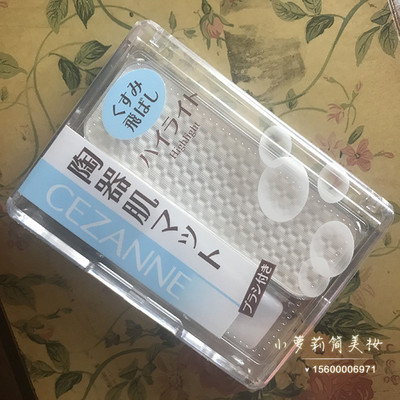 くすみ
飛ばし
ハイライト
Highlight
陶器肌マット
CEZANNE
ブラシ付き
小萝莉简美妆
♥15600006971